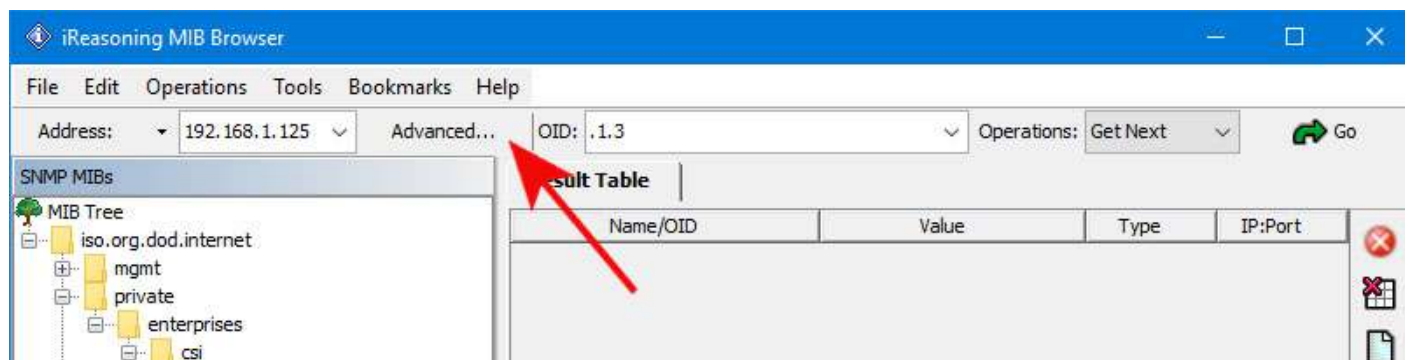 iReasoning MIB Browser
File Edit Operations Tools Bookmarks Help
Address: 192.168.1.125 Advanced... OID: .1.3 Operations: Get Next Go
SNMP MIBs
sult Table
MIB Tree
Name/OID Value Type IP:Port
iso.org.dod.internet
mgmt
private
enterprises
csi